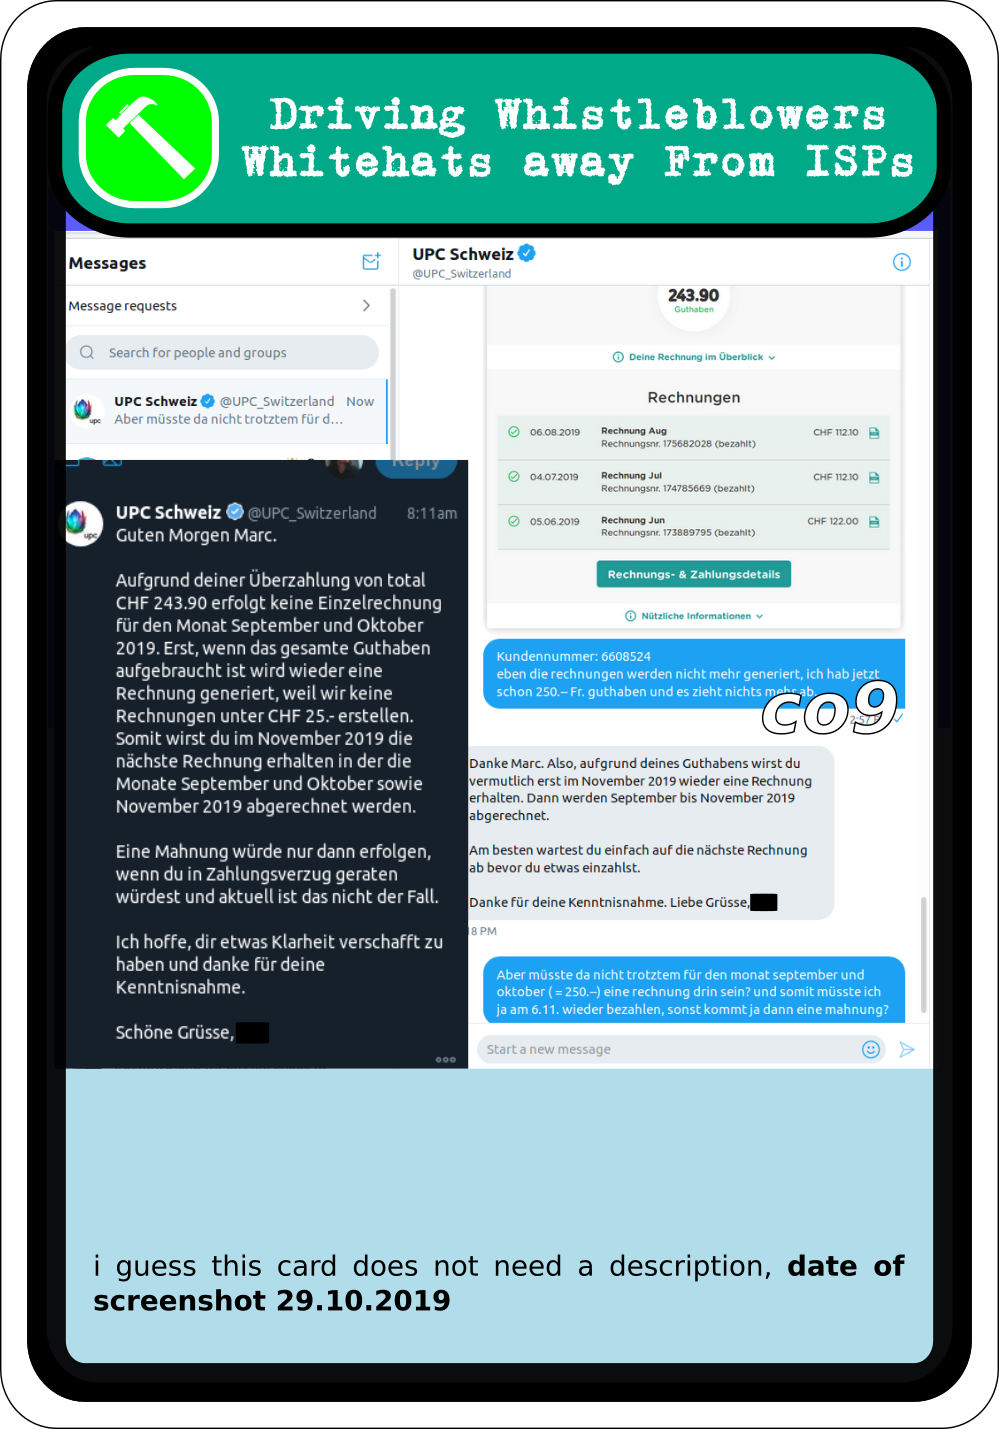 Driving Whistleblowers
Whitehats away From ISPs
Messages
Message requests
Search for people and groups
UPC Schweiz @UPC_Switzerland Now
Aber müsste da nicht trotztem für d...
upc
UPC Schweiz
@UPC_Switzerland
243.90
Guthaben
Deine Rechnung im Überblick
Rechnungen
06.08.2019 Rechnung Aug CHF 112.10
Rechnungsnr. 175682028 (bezahlt)
04.07.2019 Rechnung Jul CHF 112.10
Rechnungsnr. 174785669 (bezahlt)
05.06.2019 Rechnung Jun CHF 122.00
Rechnungsnr. 173889795 (bezahlt)
Rechnungs- & Zahlungsdetails
Nützliche Informationen
Kundennummer: 6608524
eben die rechnungen werden nicht mehr generiert, ich hab jetzt
schon 250.-- Fr. guthaben und es zieht nichts mehr ab.
co9
2:57
Danke Marc. Also, aufgrund deines Guthabens wirst du
vermutlich erst im November 2019 wieder eine Rechnung
erhalten. Dann werden September bis November 2019
abgerechnet.
Am besten wartest du einfach auf die nächste Rechnung
ab bevor du etwas einzahlst.
Danke für deine Kenntnisnahme. Liebe Grüsse,
8 PM
Aber müsste da nicht trotztem für den monat september und
oktober ( = 250.--) eine rechnung drin sein? und somit müsste ich
ja am 6.11. wieder bezahlen, sonst kommt ja dann eine mahnung?
Start a new message
Reply
UPC Schweiz @UPC_Switzerland 8:11am
upc
Guten Morgen Marc.
Aufgrund deiner Überzahlung von total
CHF 243.90 erfolgt keine Einzelrechnung
für den Monat September und Oktober
2019. Erst, wenn das gesamte Guthaben
aufgebraucht ist wird wieder eine
Rechnung generiert, weil wir keine
Rechnungen unter CHF 25.- erstellen.
Somit wirst du im November 2019 die
nächste Rechnung erhalten in der die
Monate September und Oktober sowie
November 2019 abgerechnet werden.
Eine Mahnung würde nur dann erfolgen,
wenn du in Zahlungsverzug geraten
würdest und aktuell ist das nicht der Fall.
Ich hoffe, dir etwas Klarheit verschafft zu
haben und danke für deine
Kenntnisnahme.
Schöne Grüsse,
i guess this card does not need a description, date of
screenshot 29.10.2019